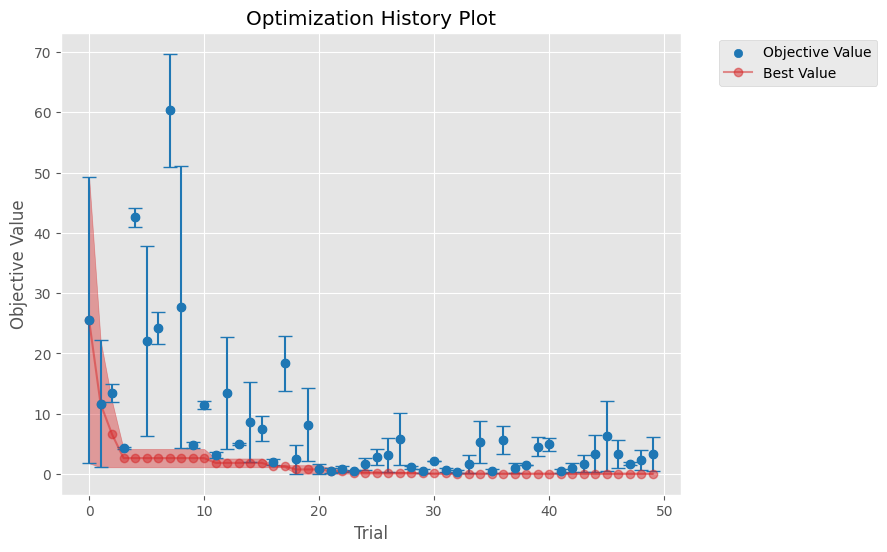 Optimization History Plot
Objective Value
Best Value
Objective Value
70
60
50
40
30
20
10
0
0 10 20 30 40 50
Trial